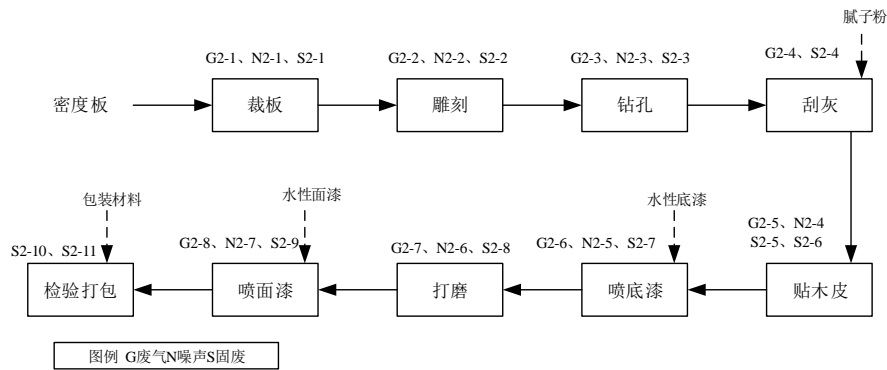 腻子粉
G2-1、N2-1、S2-1
G2-2、N2-2、S2-2
G2-3、N2-3、S2-3
G2-4、S2-4
密度板
裁板
雕刻
钻孔
刮灰
包装材料
水性面漆
水性底漆
S2-10、S2-11
G2-8、N2-7、S2-9
G2-7、N2-6、S2-8
G2-6、N2-5、S2-7
G2-5、N2-4
S2-5、S2-6
检验打包
喷面漆
打磨
喷底漆
贴木皮
图例 G废气N噪声S固废